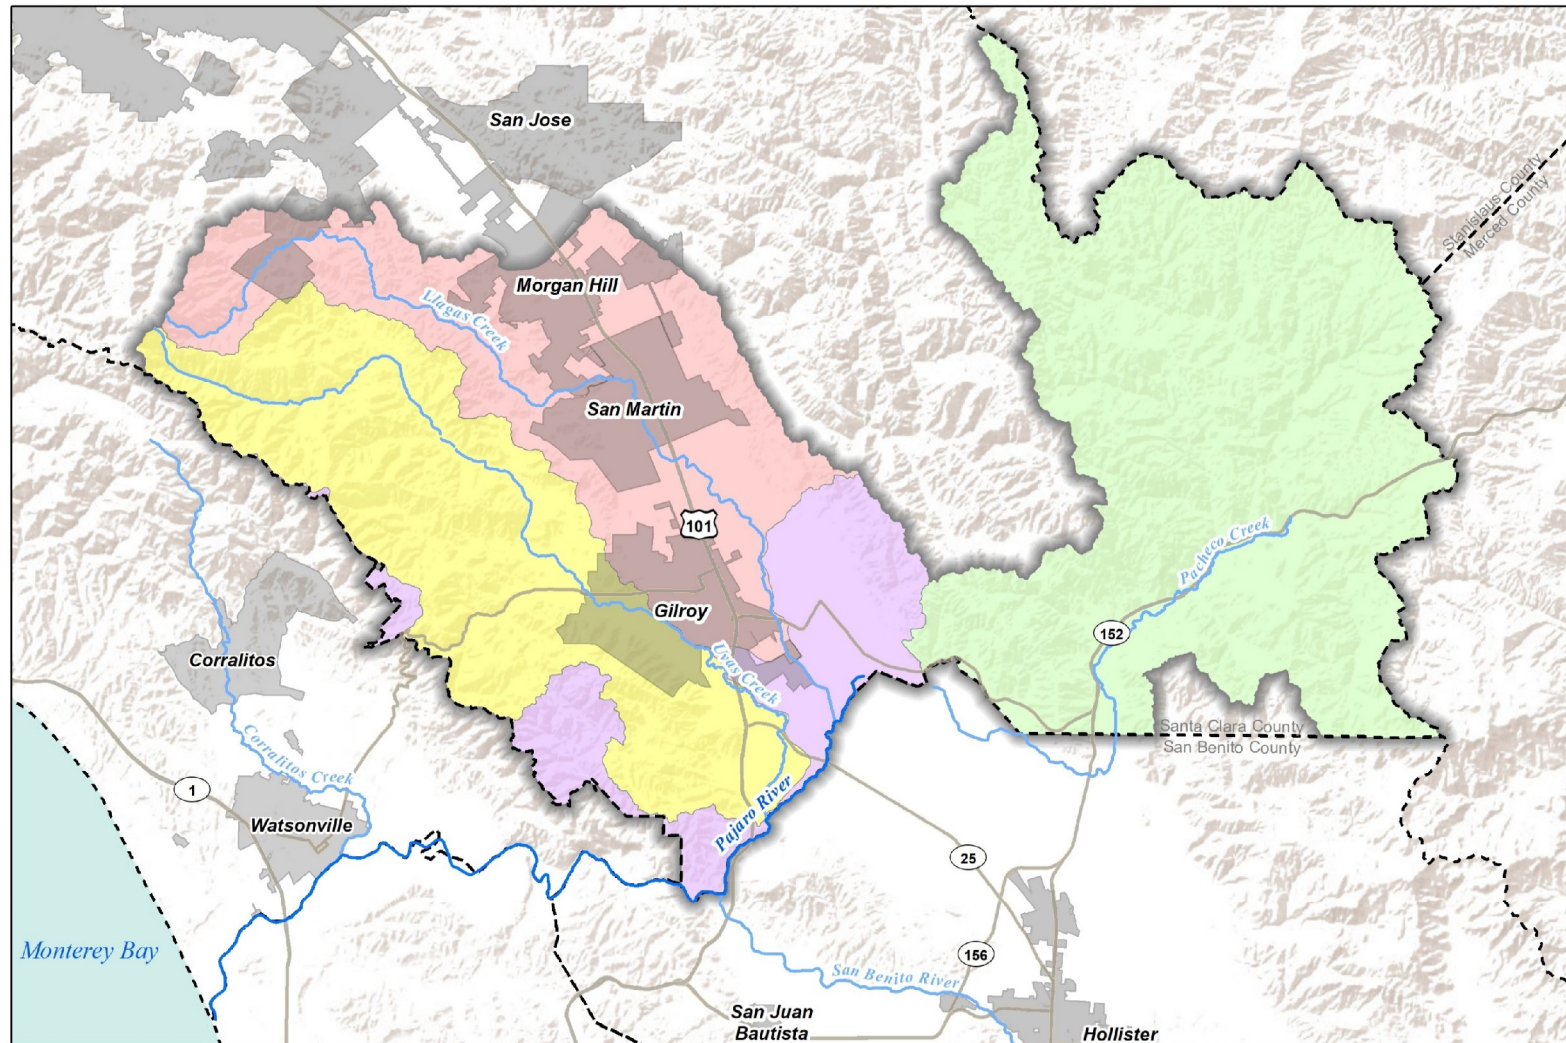 San Jose
Stanislaus County
Merced County
Morgan Hill
Llagas Creek
San Martin
101
Pacheco Creek
Gilroy
152
Corralitos
Uvas Creek
Santa Clara County
San Benito County
Corralitos Creek
1
Pajaro River
Watsonville
25
Monterey Bay
156
San Benito River
San Juan
Bautista
Hollister